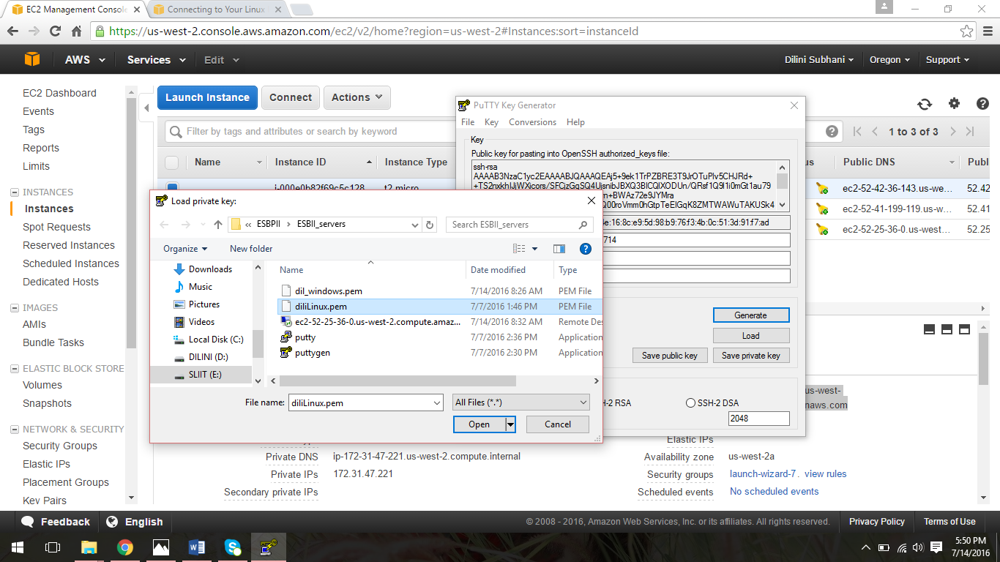 EC2 Management Conso
Connecting to Your Linux
https://us-west-2.console.aws.amazon.com/ec2/v2/home?region=us-west-2#Instances:sort=instanceId
AWS
Services
Edit
Dilini Subhani
Oregon
Support
EC2 Dashboard
Events
Tags
Reports
Limits
INSTANCES
Instances
Spot Requests
Reserved Instances
Scheduled Instances
Dedicated Hosts
IMAGES
AMIs
Bundle Tasks
ELASTIC BLOCK STORE
Volumes
Snapshots
NETWORK & SECURITY
Security Groups
Elastic IPs
Placement Groups
Key Pairs
Launch Instance
Connect
Actions
Filter by tags and attributes or search by keyword
1 to 3 of 3
Name
Instance ID
Instance Type
us
Public DNS
Publ
i-000e0b82f69c5c128
t2.micro
ec2-52-42-36-143.us-we...
52.42
ec2-52-41-199-119.us-w...
52.41
ec2-52-25-36-0.us-west...
52.25
PuTTY Key Generator
File
Key
Conversions
Help
Key
Public key for pasting into OpenSSH authorized_keys file:
ssh-rsa
4e:16:8c:e9:5d:98:b9:76:f3:4b:0c:51:3d:91:f7:ad
714
Generate
Load
Save public key
Save private key
SSH-2 DSA
2048
Load private key:
ESBPII
ESBII_servers
Search ESBII_servers
Organize
New folder
Downloads
Music
Pictures
Videos
Local Disk (C:)
DILINI (D:)
SLIIT (E:)
Name
Date modified
Type
dil_windows.pem
7/14/2016 8:26 AM
PEM File
diliLinux.pem
7/7/2016 1:46 PM
PEM File
ec2-52-25-36-0.us-west-2.compute.amaz...
7/14/2016 8:32 AM
Remote De
putty
7/7/2016 2:36 PM
Application
puttygen
7/7/2016 2:30 PM
Application
File name:
diliLinux.pem
All Files (*.*)
Open
Cancel
us-west-
naws.com
Elastic IPs
Private DNS
ip-172-31-47-221.us-west-2.compute.internal
Availability zone
us-west-2a
Private IPs
172.31.47.221
Security groups
launch-wizard-7. view rules
Secondary private IPs
Scheduled events
No scheduled events
Feedback
English
© 2008 - 2016, Amazon Web Services, Inc. or its affiliates. All rights reserved.
Privacy Policy
Terms of Use
5:50 PM
7/14/2016